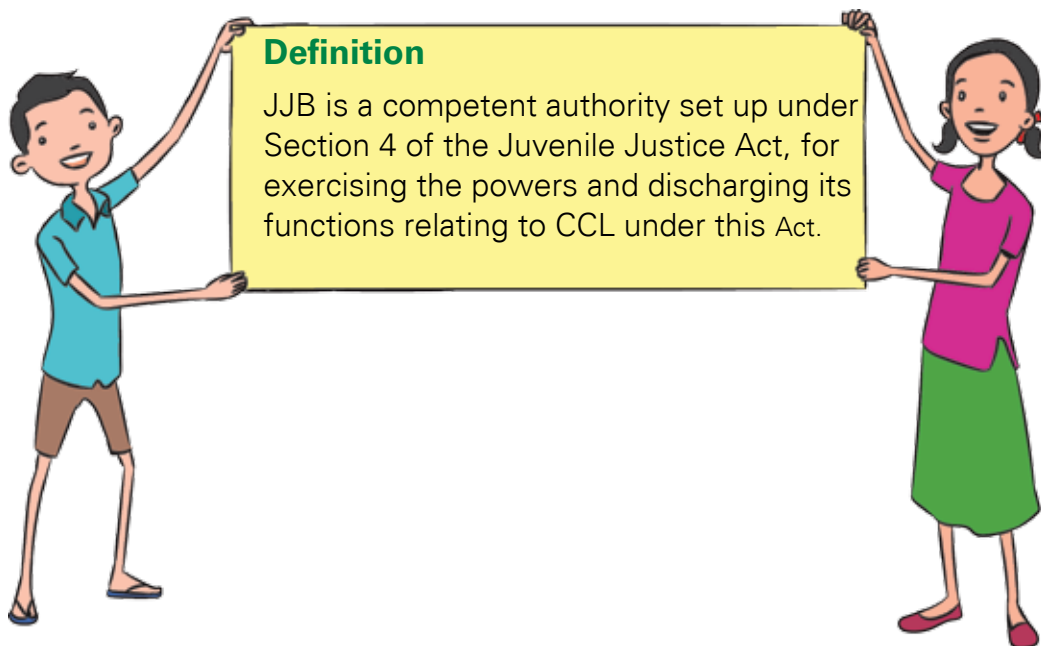 Definition
JJB is a competent authority set up under
Section 4 of the Juvenile Justice Act, for
exercising the powers and discharging its
functions relating to CCL under this Act.